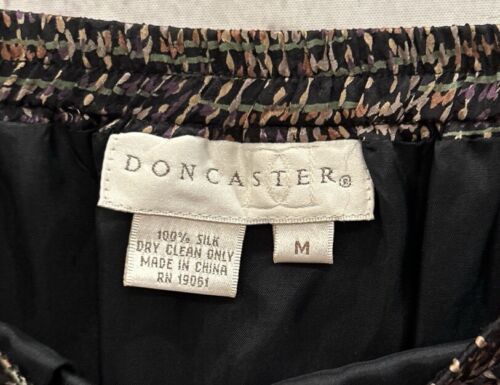 DONCASTER®
100% SILK
DRY CLEAN ONLY
MADE IN CHINA
RN 19061
M